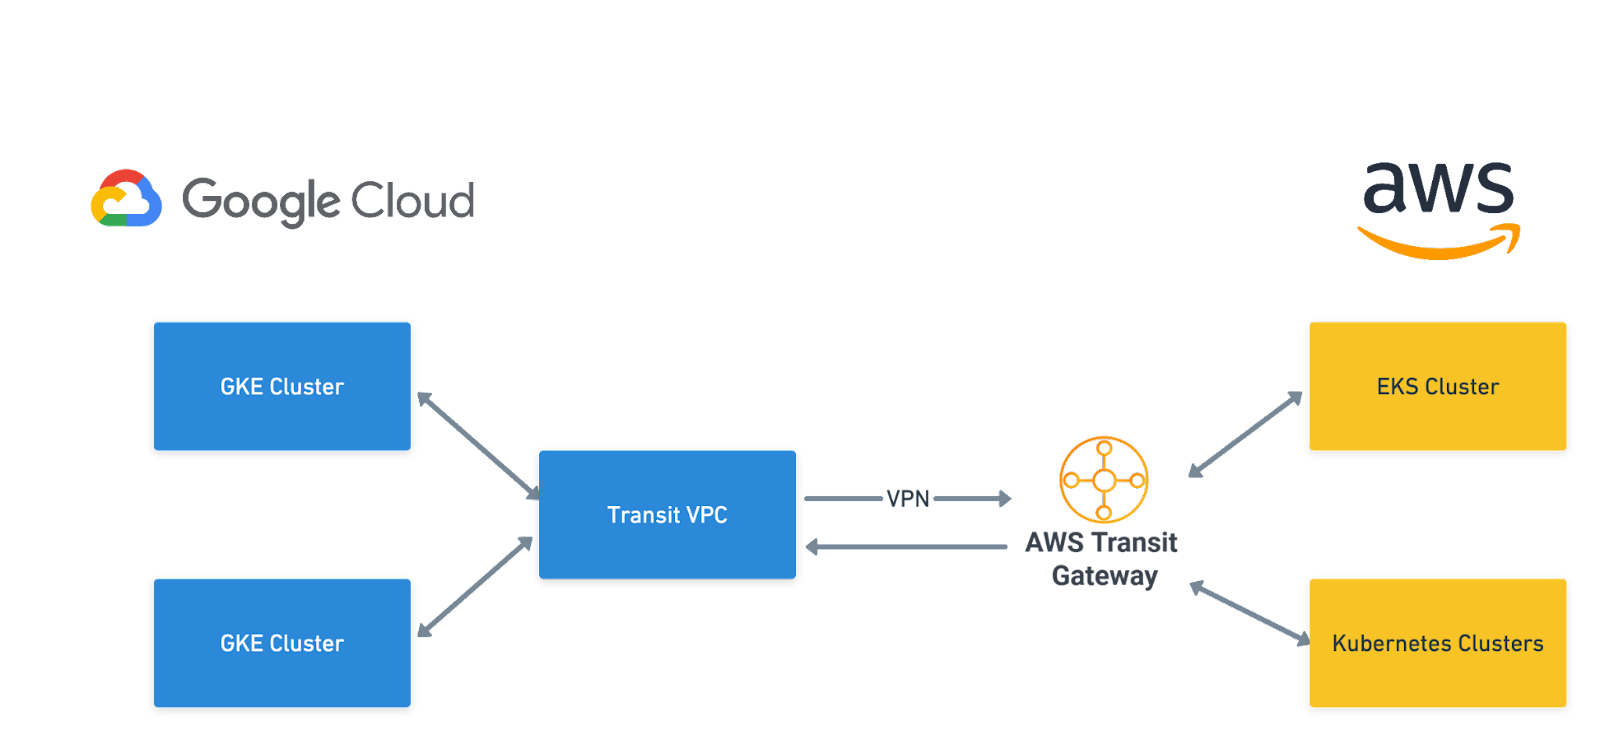 Google Cloud
aws
GKE Cluster
EKS Cluster
Transit VPC
VPN
AWS Transit
Gateway
GKE Cluster
Kubernetes Clusters